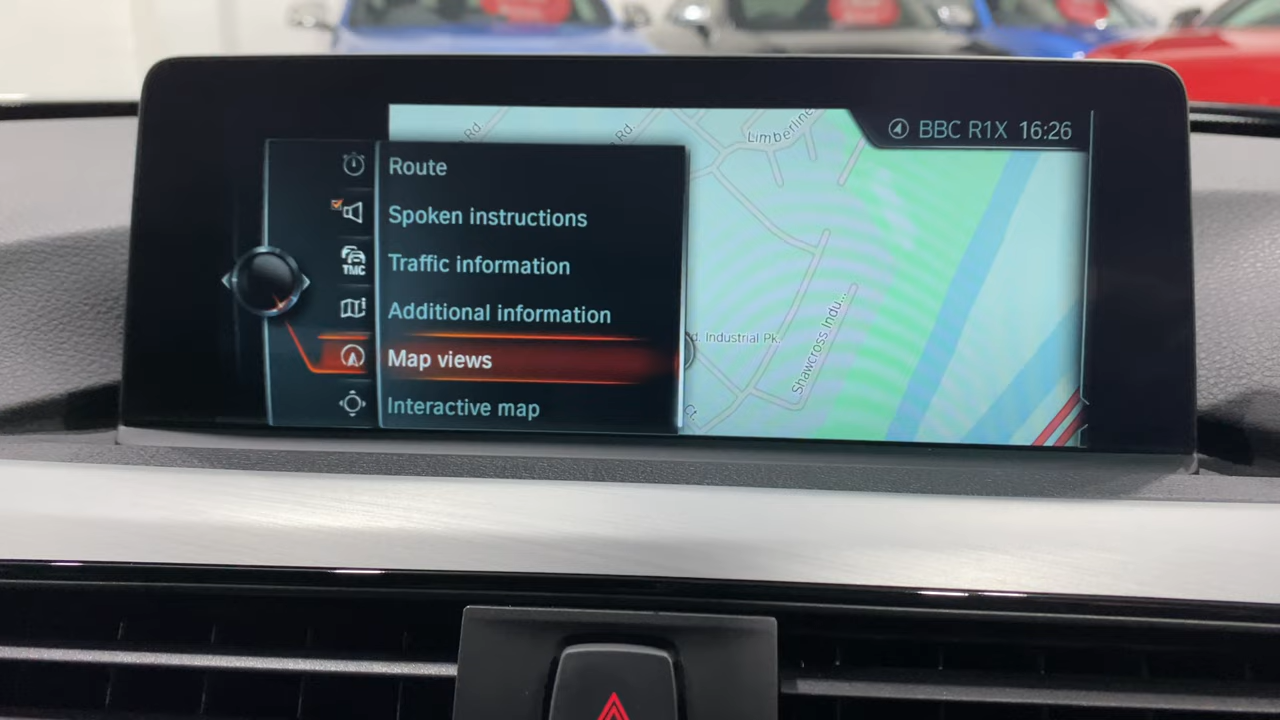 Rd
Rd.
Limberline
BBC R1X 16:26
Route
Spoken instructions
TMC
Traffic information
Additional information
Map views
Interactive map
d. Industrial Pk.
Shawcross Indu...
Ct.